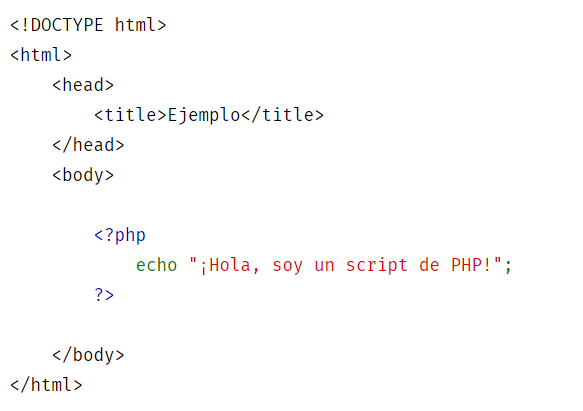 <!DOCTYPE html>
<html>
    <head>
        <title>Ejemplo</title>
    </head>
    <body>

        <?php
            echo "¡Hola, soy un script de PHP!";
        ?>

    </body>
</html>